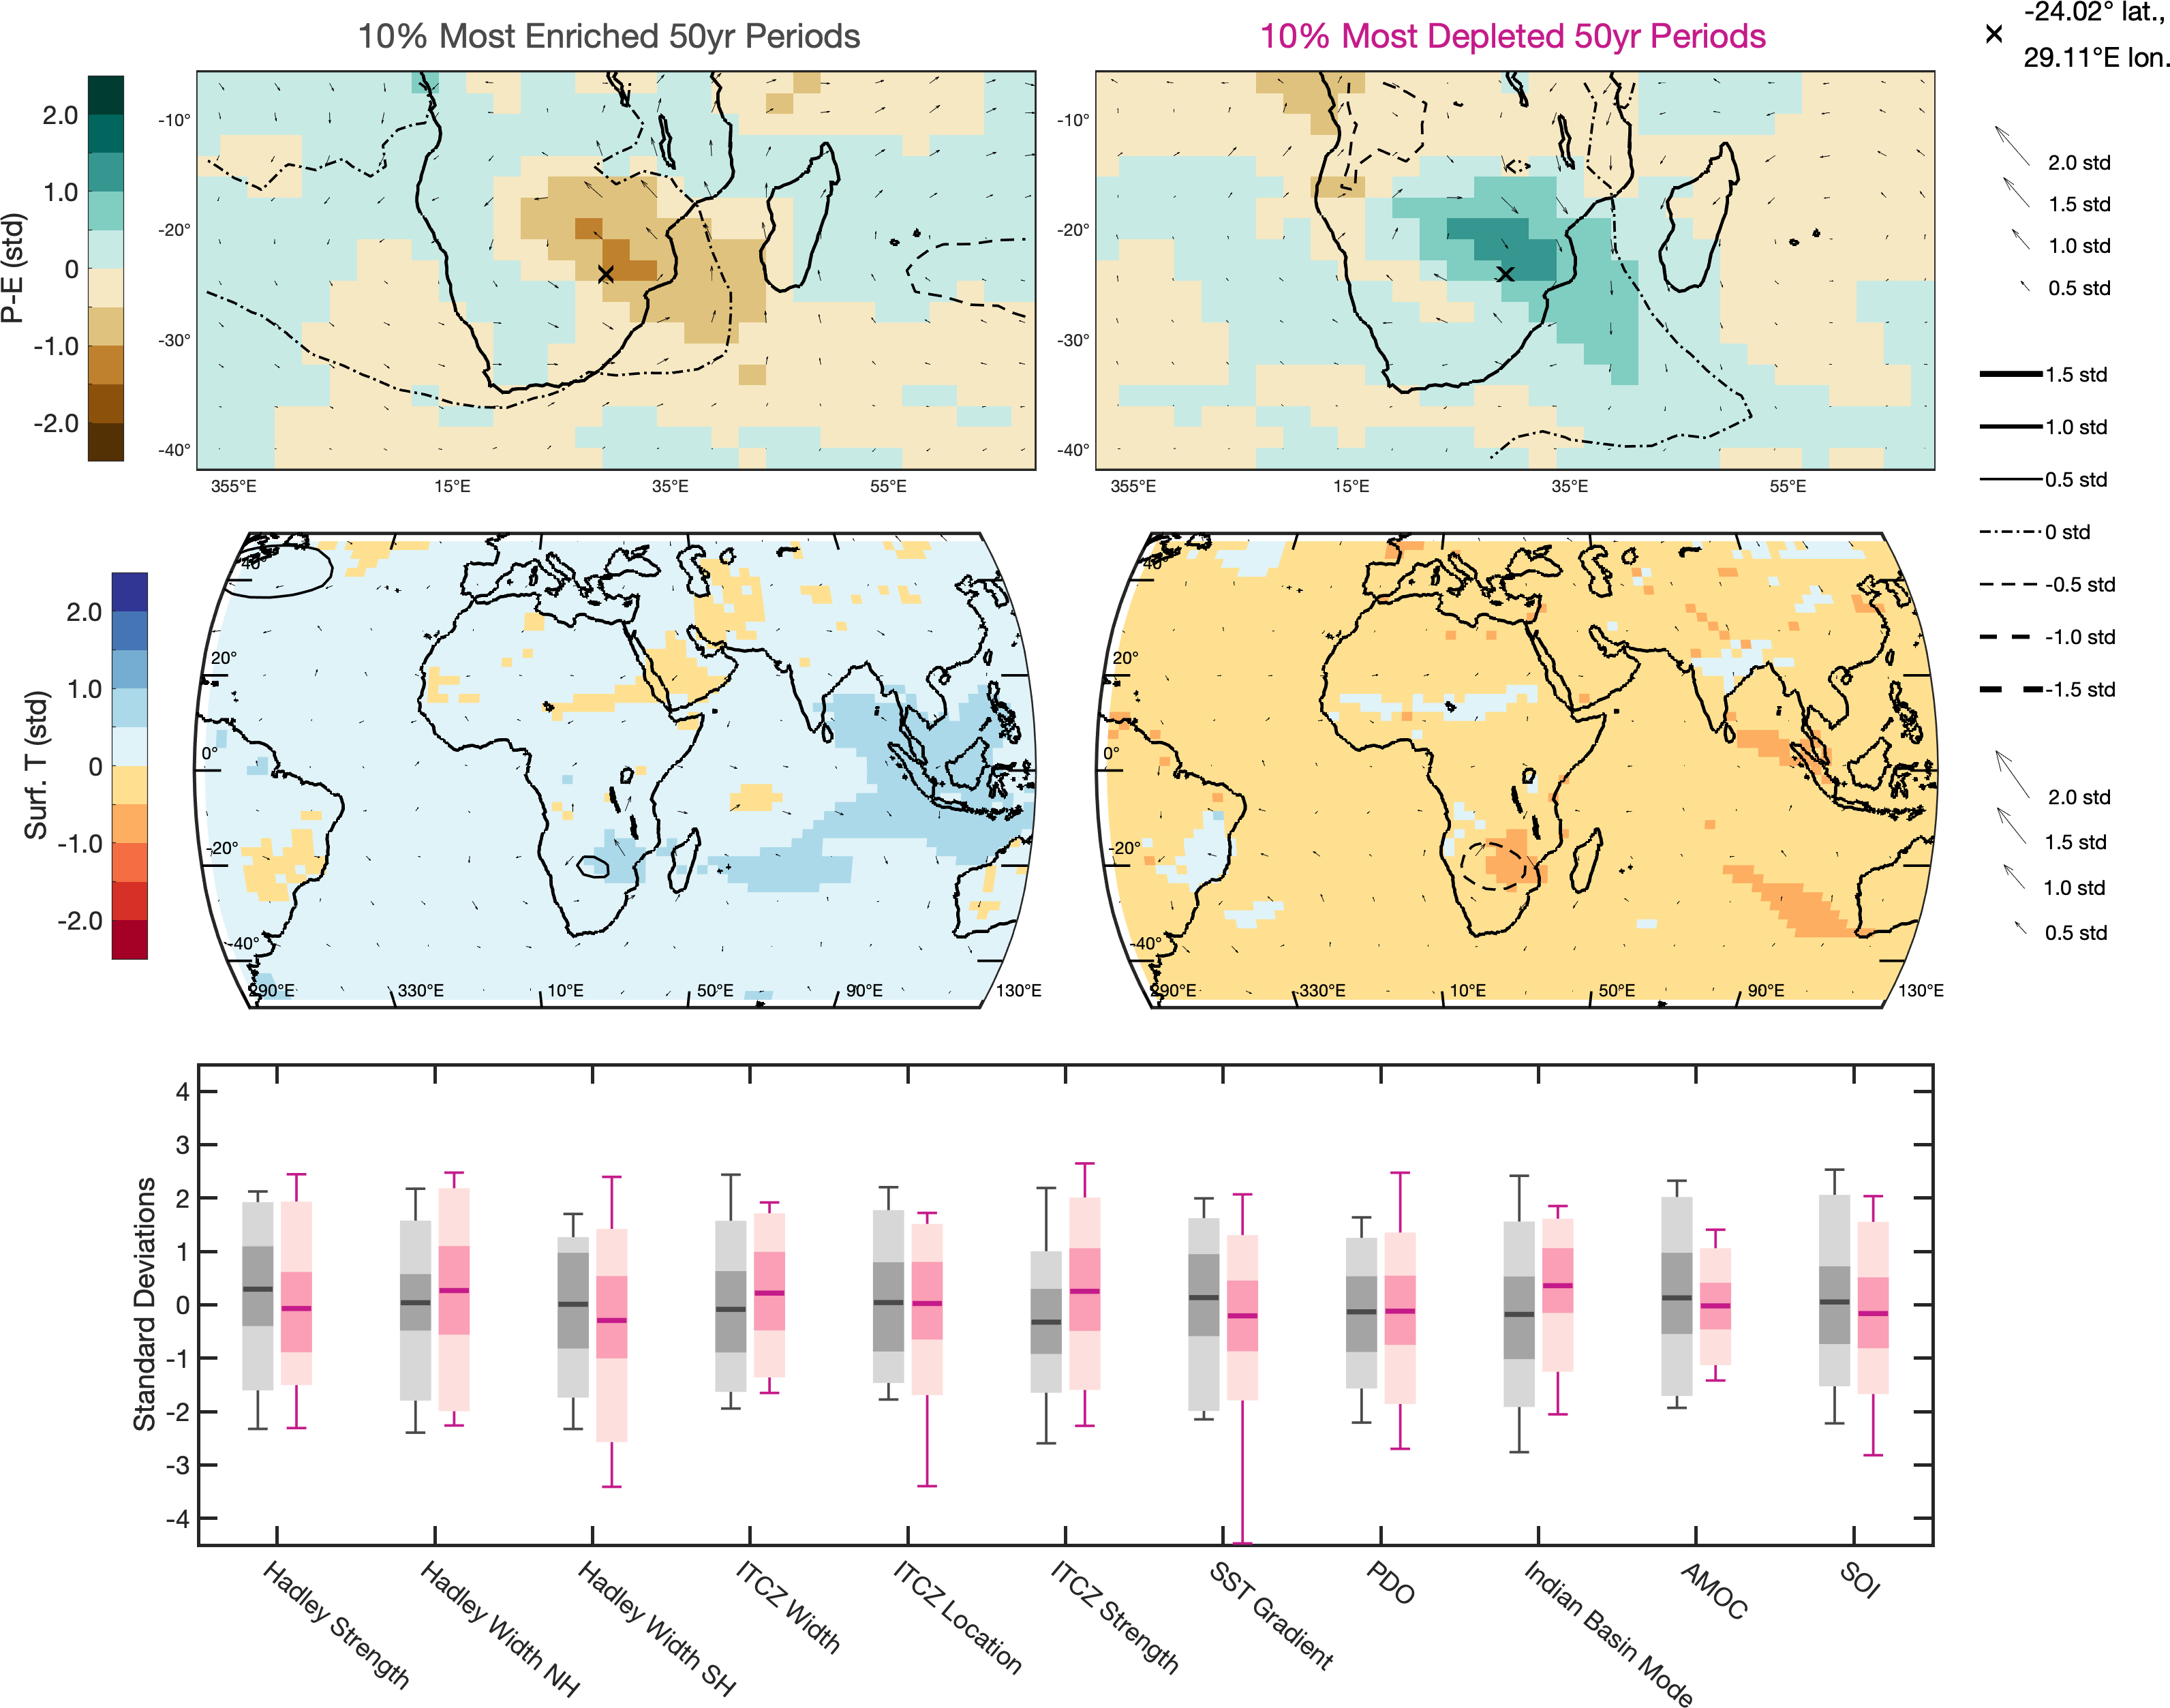 10% Most Enriched 50yr Periods
10% Most Depleted 50yr Periods
-24.02° lat.,
29.11°E lon.
P-E (std)
2.0
1.0
0
-1.0
-2.0
-10°
-20°
-30°
-40°
355°E
15°E
35°E
55°E
-10°
-20°
-30°
-40°
355°E
15°E
35°E
55°E
2.0 std
1.5 std
1.0 std
0.5 std
1.5 std
1.0 std
0.5 std
0 std
-0.5 std
-1.0 std
-1.5 std
Surf. T (std)
2.0
1.0
0
-1.0
-2.0
40°
20°
0°
-20°
-40°
290°E
330°E
10°E
50°E
90°E
130°E
40°
20°
0°
-20°
-40°
290°E
330°E
10°E
50°E
90°E
130°E
2.0 std
1.5 std
1.0 std
0.5 std
Standard Deviations
4
3
2
1
0
-1
-2
-3
-4
Hadley Strength
Hadley Width NH
Hadley Width SH
ITCZ Width
ITCZ Location
ITCZ Strength
SST Gradient
PDO
Indian Basin Mode
AMOC
SOI